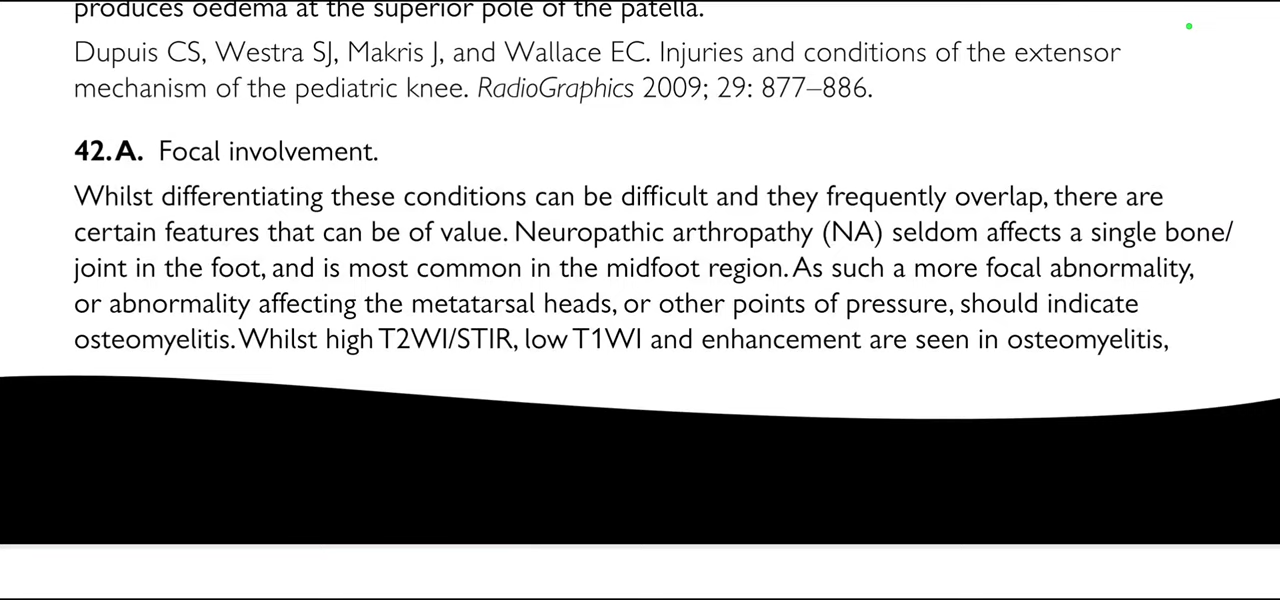 produces oedema at the superior pole of the patella.
Dupuis CS, Westra SJ, Makris J, and Wallace EC. Injuries and conditions of the extensor
mechanism of the pediatric knee. RadioGraphics 2009; 29: 877–886.
42. A. Focal involvement.
Whilst differentiating these conditions can be difficult and they frequently overlap, there are
certain features that can be of value. Neuropathic arthropathy (NA) seldom affects a single bone/
joint in the foot, and is most common in the midfoot region. As such a more focal abnormality,
or abnormality affecting the metatarsal heads, or other points of pressure, should indicate
osteomyelitis. Whilst high T2WI/STIR, low T1WI and enhancement are seen in osteomyelitis,